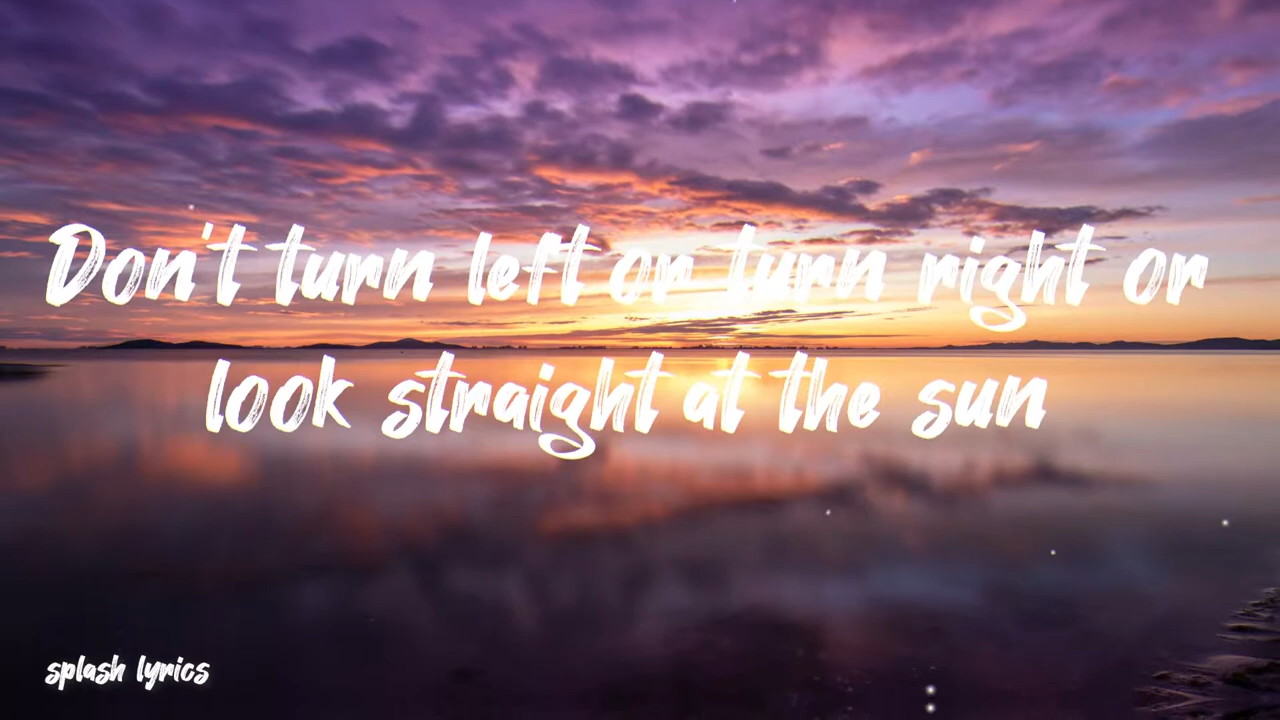 Don't turn left or turn right or
look straight at the sun
splash lyrics